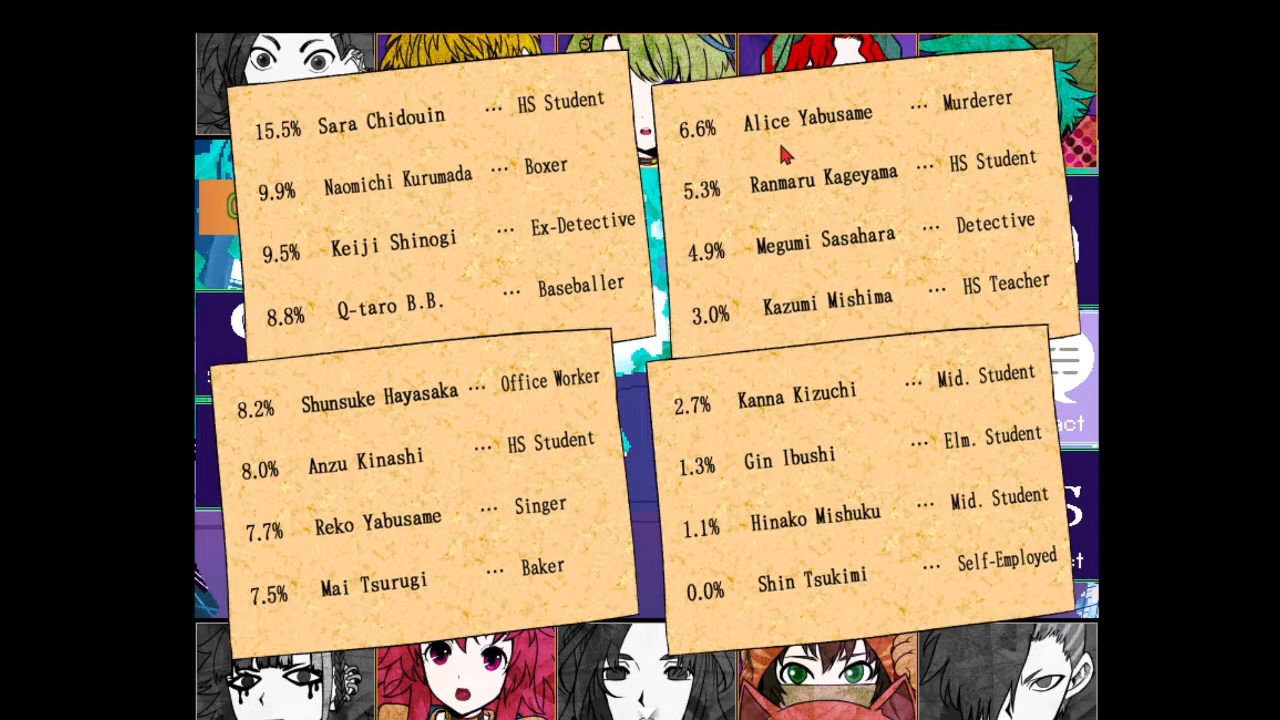 15.5% Sara Chidouin ... HS Student
9.9% Naomichi Kurumada ... Boxer
9.5% Keiji Shinogi ... Ex-Detective
8.8% Q-taro B.B. ... Baseballer
6.6% Alice Yabusame ... Murderer
5.3% Ranmaru Kageyama ... HS Student
4.9% Megumi Sasahara ... Detective
3.0% Kazumi Mishima ... HS Teacher
8.2% Shunsuke Hayasaka ... Office Worker
8.0% Anzu Kinashi ... HS Student
7.7% Reko Yabusame ... Singer
7.5% Mai Tsurugi ... Baker
2.7% Kanna Kizuchi ... Mid. Student
1.3% Gin Ibushi ... Elm. Student
1.1% Hinako Mishuku ... Mid. Student
0.0% Shin Tsukimi ... Self-Employed